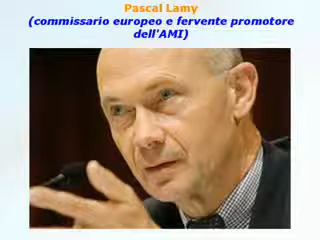 Pascal Lamy
(commissario europeo e fervente promotore
dell'AMI)